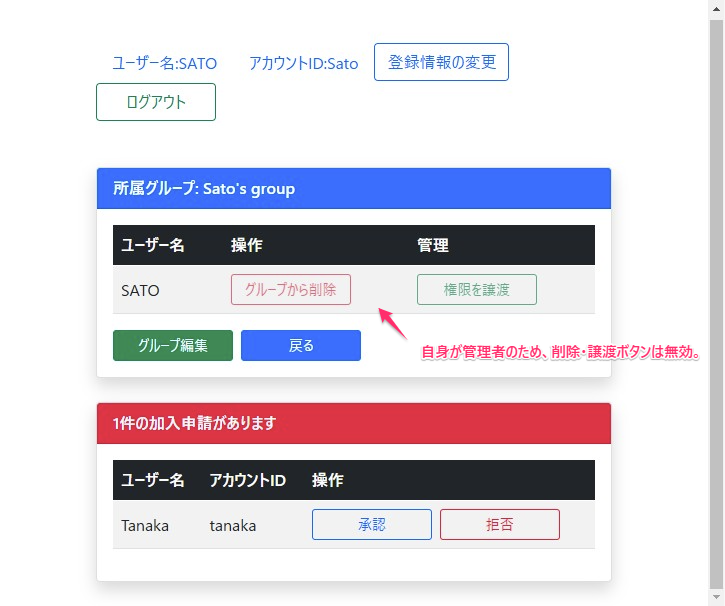 ユーザー名:SATO アカウントID:Sato 登録情報の変更
ログアウト
所属グループ: Sato's group
ユーザー名 操作 管理
SATO グループから削除 権限を譲渡
グループ編集 戻る
自身が管理者のため、削除・譲渡ボタンは無効。
1件の加入申請があります
ユーザー名 アカウントID 操作
Tanaka tanaka 承認 拒否